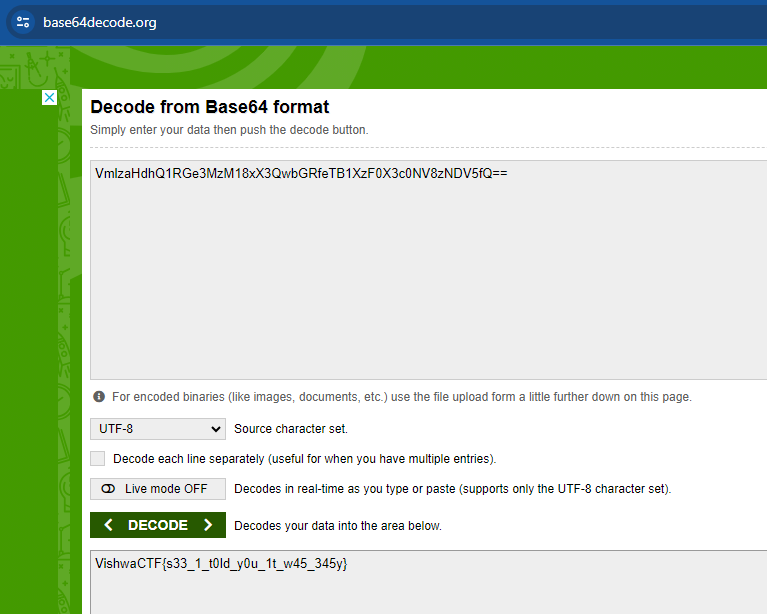 base64decode.org
Decode from Base64 format
Simply enter your data then push the decode button.
VmlzaHdhQ1RGe3MzM18xX3QwbGRfeTB1XzF0X3c0NV8zNDV5fQ==
For encoded binaries (like images, documents, etc.) use the file upload form a little further down on this page.
UTF-8 Source character set.
Decode each line separately (useful for when you have multiple entries).
Live mode OFF Decodes in real-time as you type or paste (supports only the UTF-8 character set).
DECODE Decodes your data into the area below.
VishwaCTF{s33_1_t0ld_y0u_1t_w45_345y}